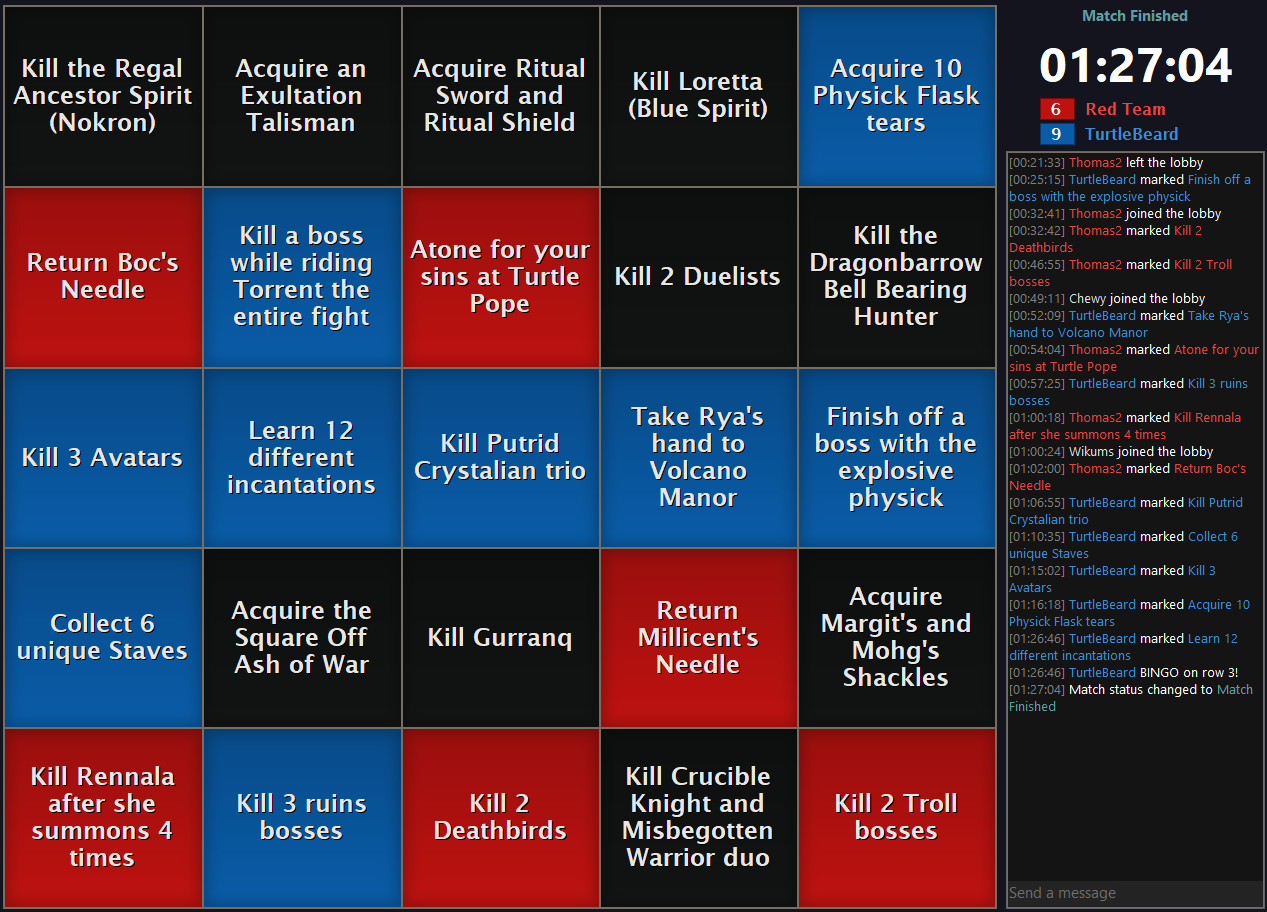 Kill the Regal
Ancestor Spirit
(Nokron)
Acquire an
Exultation
Talisman
Acquire Ritual
Sword and
Ritual Shield
Kill Loretta
(Blue Spirit)
Acquire 10
Physick Flask
tears
Return Boc's
Needle
Kill a boss
while riding
Torrent the
entire fight
Atone for your
sins at Turtle
Pope
Kill 2 Duelists
Kill the
Dragonbarrow
Bell Bearing
Hunter
Kill 3 Avatars
Learn 12
different
incantations
Kill Putrid
Crystalian trio
Take Rya's
hand to
Volcano
Manor
Finish off a
boss with the
explosive
physick
Collect 6
unique Staves
Acquire the
Square Off
Ash of War
Kill Gurranq
Return
Millicent's
Needle
Acquire
Margit's and
Mohg's
Shackles
Kill Rennala
after she
summons 4
times
Kill 3 ruins
bosses
Kill 2
Deathbirds
Kill Crucible
Knight and
Misbegotten
Warrior duo
Kill 2 Troll
bosses
Match Finished
01:27:04
6 Red Team
9 TurtleBeard
[00:21:33] Thomas2 left the lobby
[00:25:15] TurtleBeard marked Finish off a
boss with the explosive physick
[00:32:41] Thomas2 joined the lobby
[00:32:42] Thomas2 marked Kill 2
Deathbirds
[00:46:55] Thomas2 marked Kill 2 Troll
bosses
[00:49:11] Chewy joined the lobby
[00:52:09] TurtleBeard marked Take Rya's
hand to Volcano Manor
[00:54:04] Thomas2 marked Atone for your
sins at Turtle Pope
[00:57:25] TurtleBeard marked Kill 3 ruins
bosses
[01:00:18] Thomas2 marked Kill Rennala
after she summons 4 times
[01:00:24] Wikums joined the lobby
[01:02:00] Thomas2 marked Return Boc's
Needle
[01:06:55] TurtleBeard marked Kill Putrid
Crystalian trio
[01:10:35] TurtleBeard marked Collect 6
unique Staves
[01:15:02] TurtleBeard marked Kill 3
Avatars
[01:16:18] TurtleBeard marked Acquire 10
Physick Flask tears
[01:26:46] TurtleBeard marked Learn 12
different incantations
[01:26:46] TurtleBeard BINGO on row 3!
[01:27:04] Match status changed to Match
Finished
Send a message